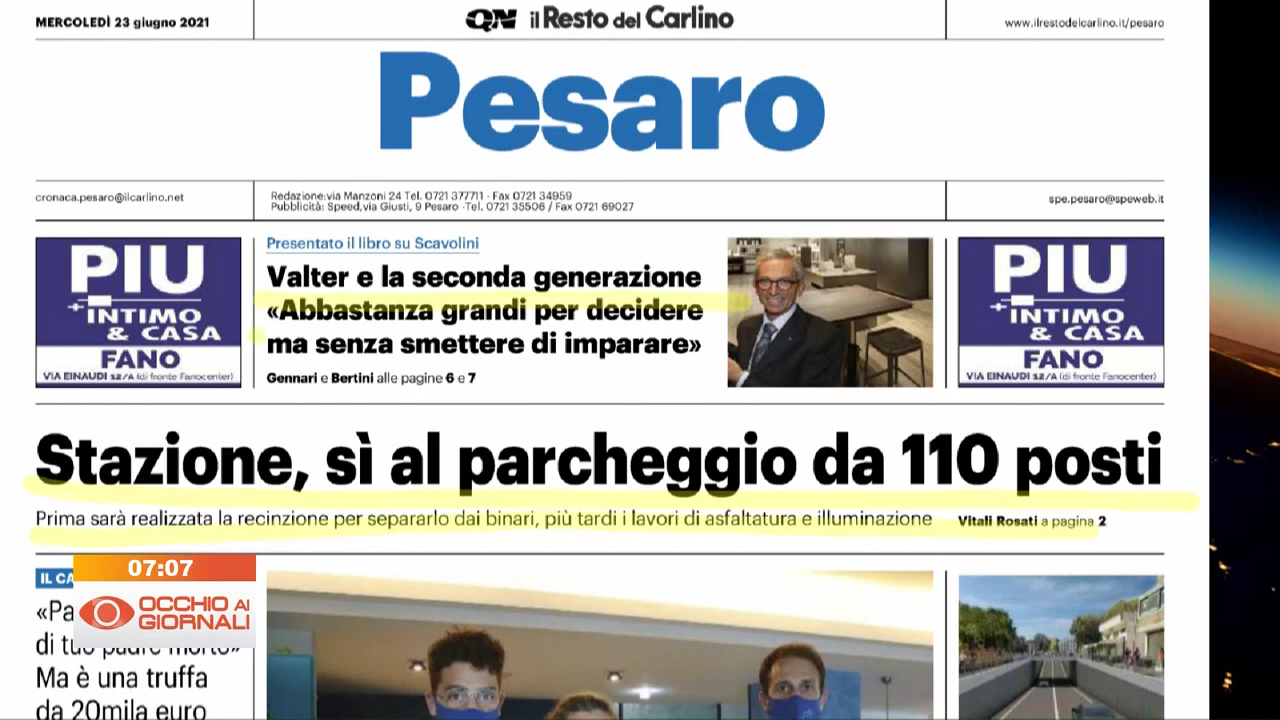 MERCOLEDÌ 23 giugno 2021
QN il Resto del Carlino
www.ilrestodelcarlino.it/pesaro
Pesaro
cronaca.pesaro@ilcarlino.net
Redazione:via Manzoni 24 Tel. 0721 377711 - Fax 0721 34959
Pubblicità: Speed,via Giusti, 9 Pesaro -Tel. 0721 35506 / Fax 0721 69027
spe.pesaro@speweb.it
PIU
+INTIMO
& CASA
FANO
VIA EINAUDI 12/A (di fronte Fanocenter)
Presentato il libro su Scavolini
Valter e la seconda generazione
«Abbastanza grandi per decidere
ma senza smettere di imparare»
Gennari e Bertini alle pagine 6 e 7
PIU
+INTIMO
& CASA
FANO
VIA EINAUDI 12/A (di fronte Fanocenter)
Stazione, sì al parcheggio da 110 posti
Prima sarà realizzata la recinzione per separarlo dai binari, più tardi i lavori di asfaltatura e illuminazione
Vitali Rosati a pagina 2
07:07
OCCHIO AI
GIORNALI
IL CA
«Pa
di tuo padre morto»
Ma è una truffa
da 20mila euro